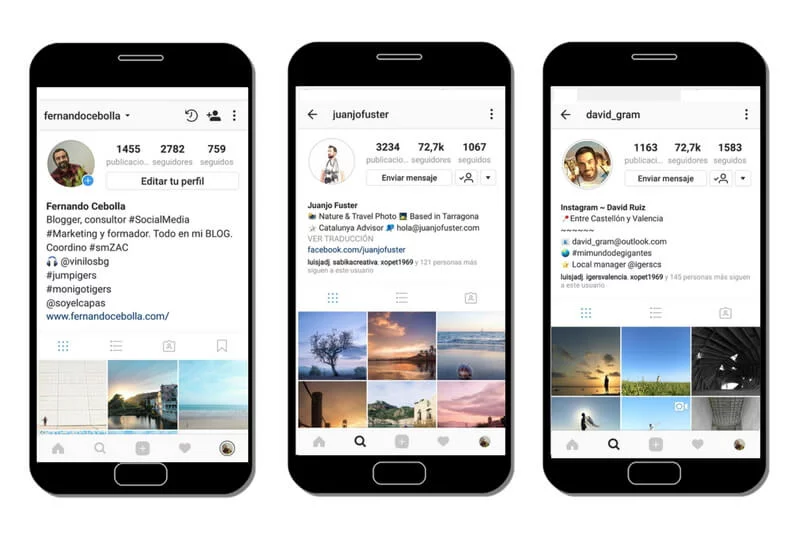 fernandocebolla
1455 2782 759
publicacio... seguidores seguidos
Editar tu perfil
Fernando Cebolla
Blogger, consultor #SocialMedia
#Marketing y formador. Todo en mi BLOG.
Coordino #smZAC
🎧 @vinilosbg
#jumpigers
#monigotigers
@soyelcapas
www.fernandocebolla.com/
juanjofuster
3234 72,7k 1067
publicacio... seguidores seguidos
Enviar mensaje
Juanjo Fuster
Nature & Travel Photo Based in Tarragona
Catalunya Advisor hola@juanjofuster.com
VER TRADUCCIÓN
facebook.com/juanjofuster
luisjadj, sabikacreativa, xopet1969 y 121 personas más
siguen a este usuario
david_gram
1163 72,7k 1583
publicaci... seguidores seguidos
Enviar mensaje
Instagram ~ David Ruiz
📍Entre Castellón y Valencia
~~~~~~
david_gram@outlook.com
#mimundodegigantes
Local manager @igerscs
luisjadj, igersvalencia, xopet1969 y 145 personas más siguen
a este usuario